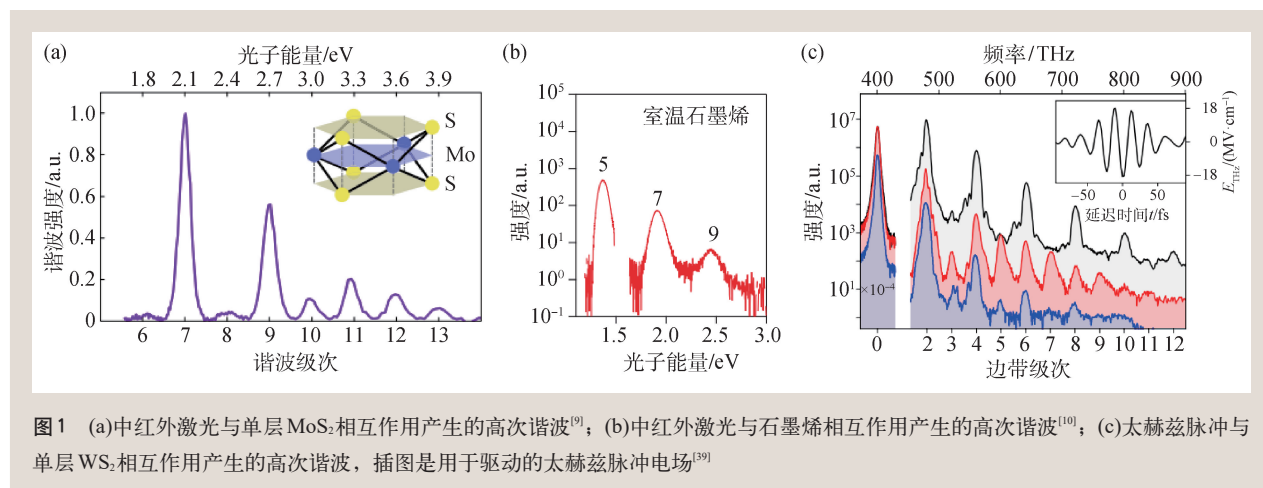 (a)
光子能量/eV
1.8 2.1 2.4 2.7 3.0 3.3 3.6 3.9
谐波强度/a.u.
1.0
0.8
0.6
0.4
0.2
0
S
Mo
S
6 7 8 9 10 11 12 13
谐波级次
(b)
强度/a.u.
10⁵
10⁴
10³
10²
10¹
10⁰
10⁻¹
室温石墨烯
5
7
9
1.5 2.0 2.5 3.0
光子能量/eV
(c)
频率/THz
400 500 600 700 800 900
强度/a.u.
10⁷
10⁵
10³
10¹
×10⁻⁴
18
0
−18
E_THz/(MV·cm⁻¹)
−50 0 50
延迟时间t/fs
0 2 3 4 5 6 7 8 9 10 11 12
边带级次
图1 (a)中红外激光与单层MoS₂相互作用产生的高次谐波[9]；(b)中红外激光与石墨烯相互作用产生的高次谐波[10]；(c)太赫兹脉冲与
单层WS₂相互作用产生的高次谐波，插图是用于驱动的太赫兹脉冲电场[39]